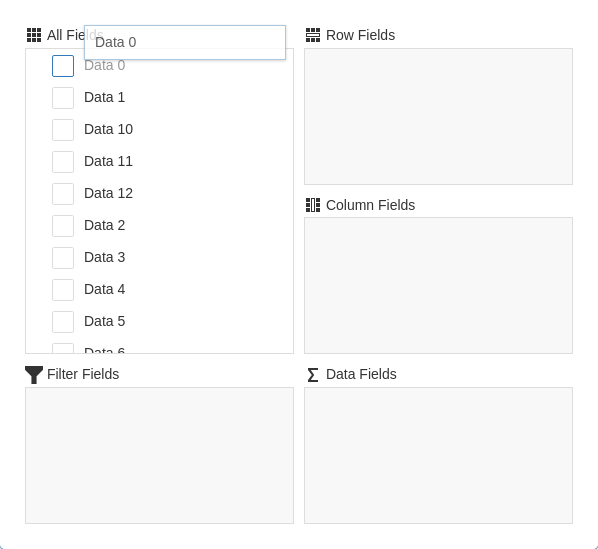 All Fields
Data 0
Data 0
Data 1
Data 10
Data 11
Data 12
Data 2
Data 3
Data 4
Data 5
Data 6
Row Fields
Column Fields
Filter Fields
Data Fields